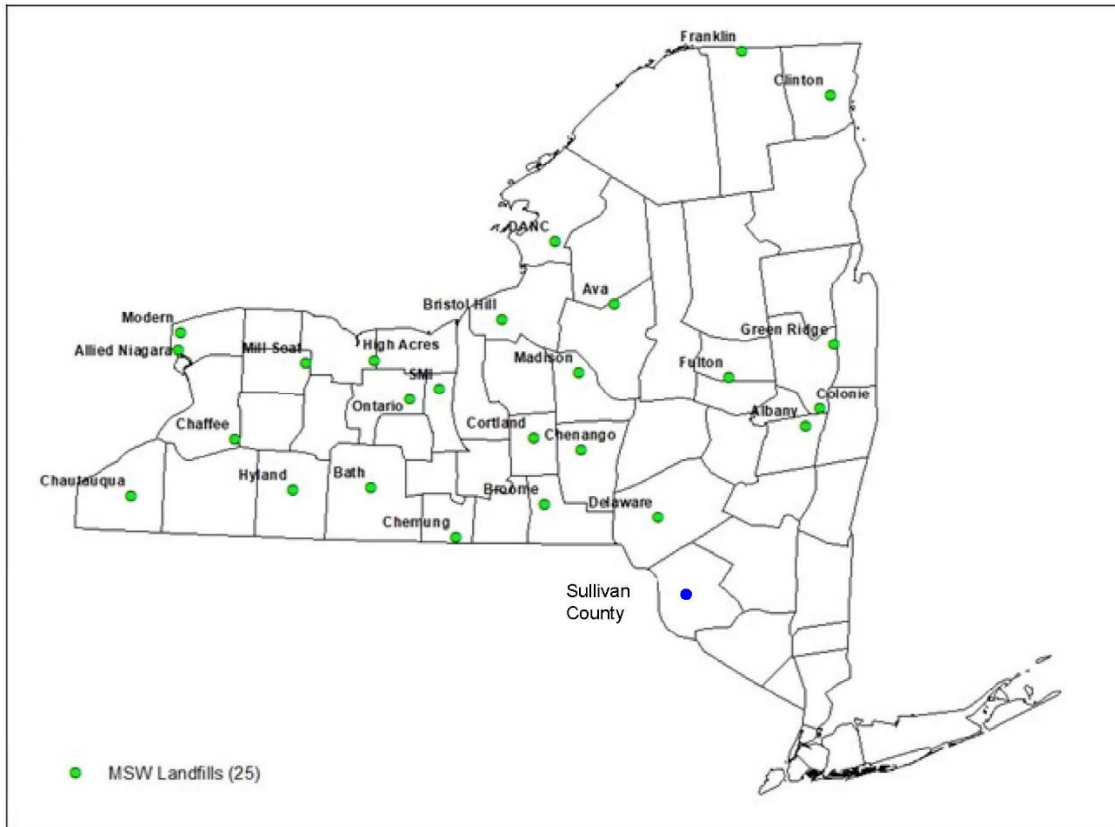 Franklin
Clinton
DANC
Ava
Bristol Hill
Modern
Green Ridge
Allied Niagara
Mill Seat
High Acres
Madison
Fulton
SMI
Ontario
Colonie
Albany
Cortland
Chaffee
Chenango
Bath
Hyland
Chautauqua
Broome
Delaware
Chemung
Sullivan
County
MSW Landfills (25)